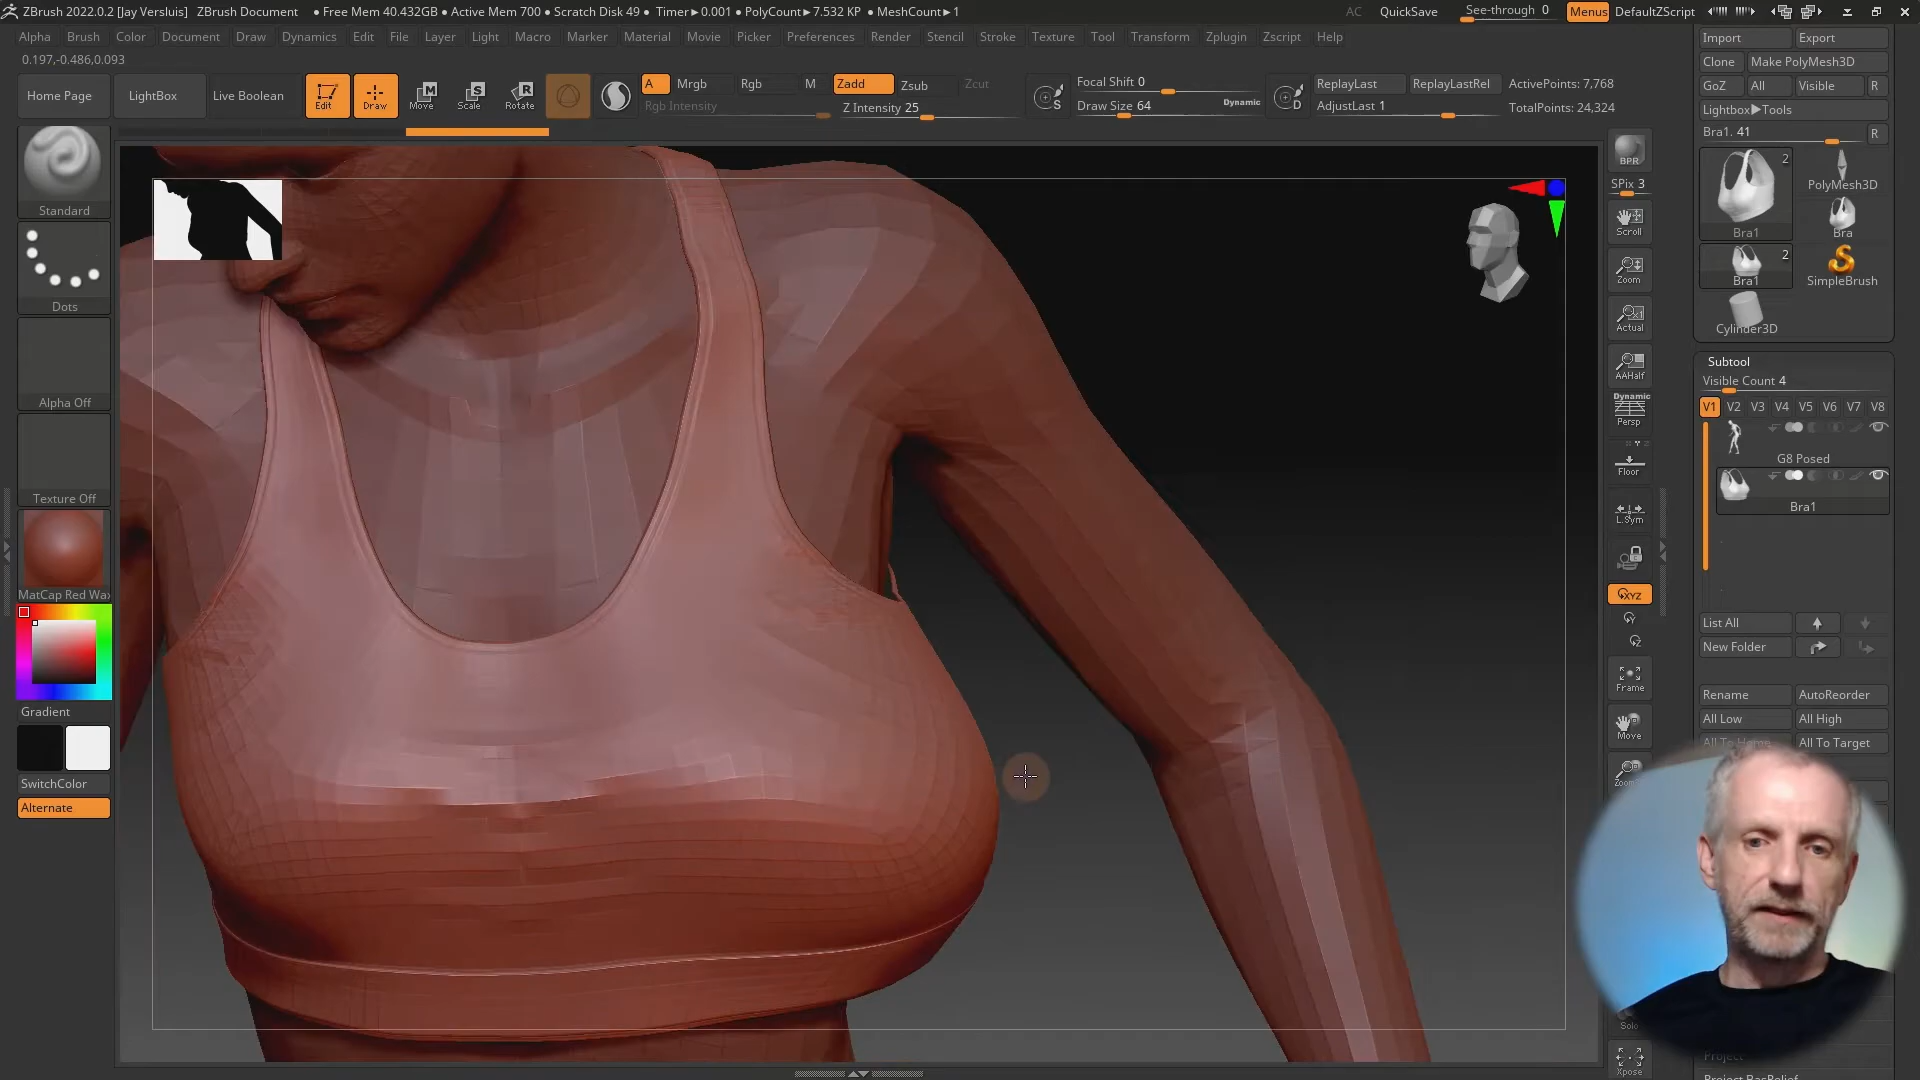 ZBrush 2022.0.2 [Jay Versluis] ZBrush Document • Free Mem 40.432GB • Active Mem 700 • Scratch Disk 49 • Timer►0.001 • PolyCount►7.532 KP • MeshCount►1 AC QuickSave See-through 0 Menus DefaultZScript
Alpha Brush Color Document Draw Dynamics Edit File Layer Light Macro Marker Material Movie Picker Preferences Render Stencil Stroke Texture Tool Transform Zplugin Zscript Help
0.197,-0.486,0.093
Home Page LightBox Live Boolean Edit Draw Move Scale Rotate
A Mrgb Rgb M Zadd Zsub Zcut
Rgb Intensity Z Intensity 25
S Focal Shift 0
Draw Size 64 Dynamic
D ReplayLast ReplayLastRel ActivePoints: 7,768
AdjustLast 1 TotalPoints: 24,324
Standard
Dots
Alpha Off
Texture Off
MatCap Red Wax
Gradient
SwitchColor
Alternate
BPR
SPix 3
Scroll
Zoom
Actual
AAHalf
Dynamic
Persp
Floor
L.Sym
XYZ
Frame
Move
Solo
Xpose
Import Export
Clone Make PolyMesh3D
GoZ All Visible R
Lightbox►Tools
Bra1. 41 R
2
Bra1 PolyMesh3D
Bra
2
Bra1 SimpleBrush
Cylinder3D
Subtool
Visible Count 4
V1 V2 V3 V4 V5 V6 V7 V8
G8 Posed
Bra1
List All
New Folder
Rename AutoReorder
All Low All High
All To Home All To Target
Project
Project BasRelief